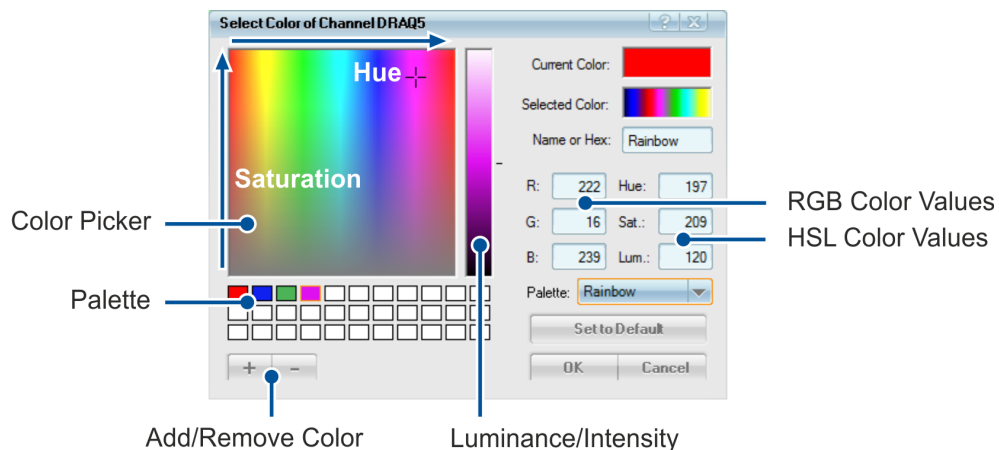 Select Color of Channel DRAQ5
Hue
Saturation
Current Color:
Selected Color:
Name or Hex: Rainbow
R: 222 Hue: 197
G: 16 Sat.: 209
B: 239 Lum.: 120
Palette: Rainbow
Set to Default
+ - OK Cancel
Color Picker
Palette
Add/Remove Color
Luminance/Intensity
RGB Color Values
HSL Color Values